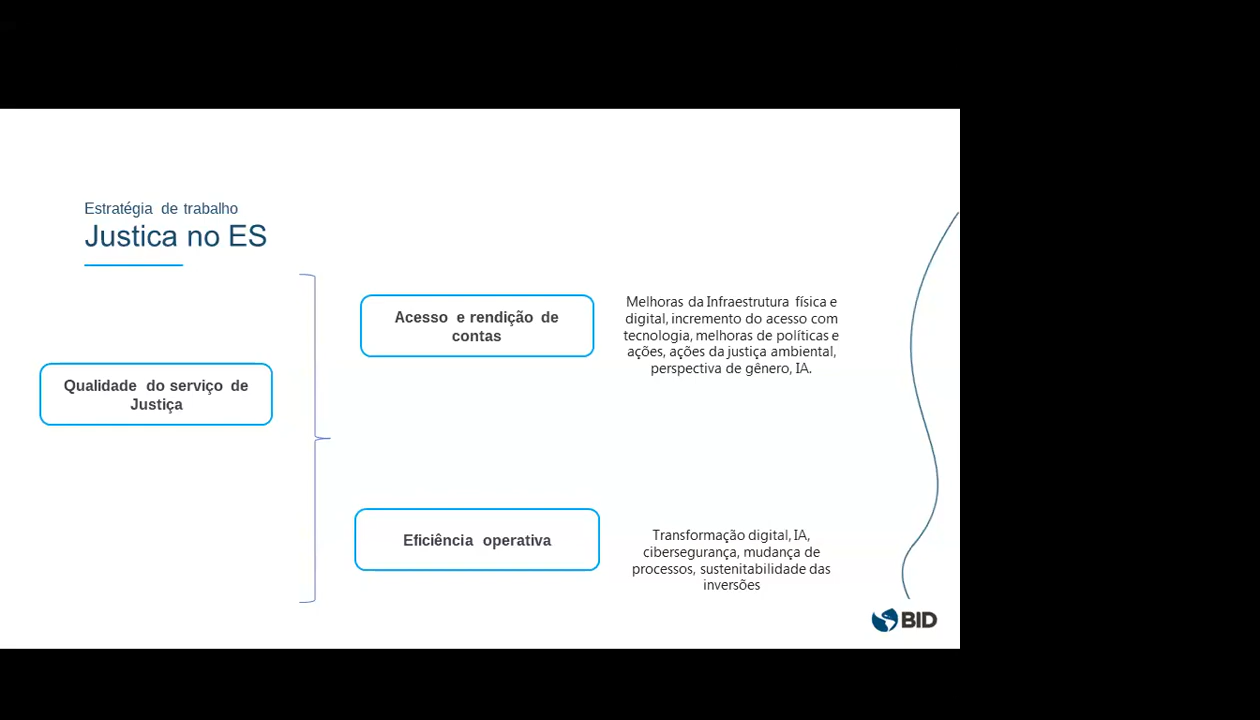 Estratégia de trabalho
Justica no ES
Qualidade do serviço de
Justiça
Acesso e rendição de
contas
Melhoras da Infraestrutura física e
digital, incremento do acesso com
tecnologia, melhoras de políticas e
ações, ações da justiça ambiental,
perspectiva de gênero, IA.
Eficiência operativa
Transformação digital, IA,
cibersegurança, mudança de
processos, sustenitabilidade das
inversões
BID